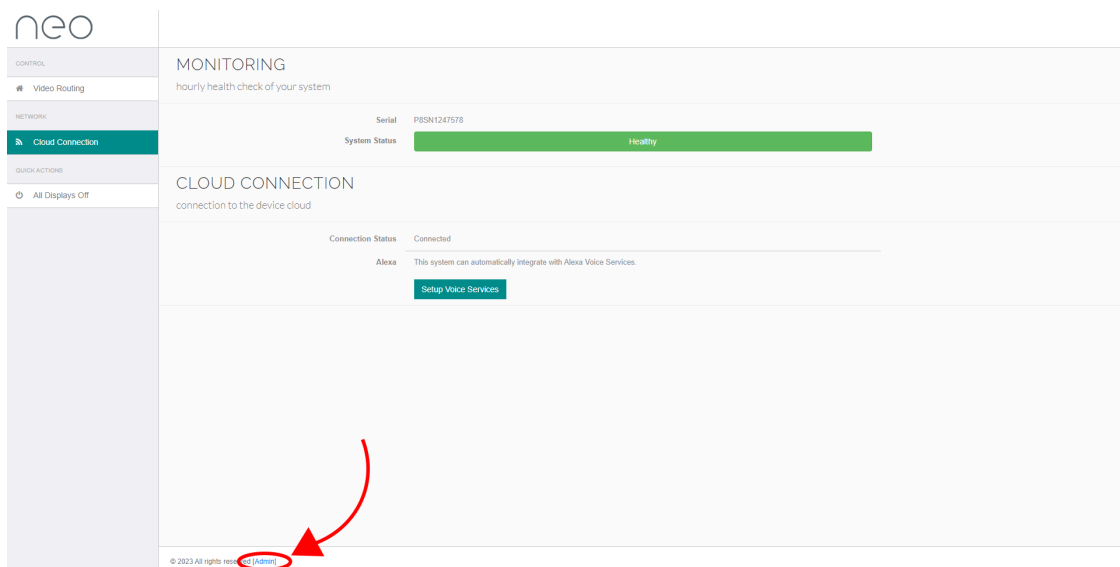 neo
CONTROL
Video Routing
NETWORK
Cloud Connection
QUICK ACTIONS
All Displays Off
MONITORING
hourly health check of your system
Serial P8SN1247578
System Status Healthy
CLOUD CONNECTION
connection to the device cloud
Connection Status Connected
Alexa This system can automatically integrate with Alexa Voice Services.
Setup Voice Services
© 2023 All rights reserved [Admin]